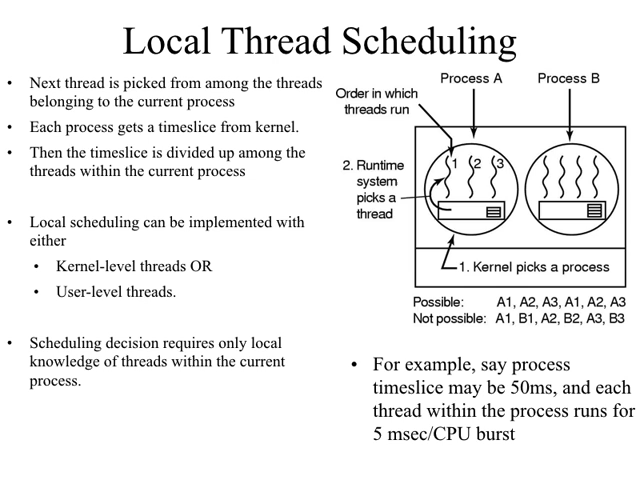 Local Thread Scheduling
• Next thread is picked from among the threads
belonging to the current process
• Each process gets a timeslice from kernel.
• Then the timeslice is divided up among the
threads within the current process
• Local scheduling can be implemented with
either
• Kernel-level threads OR
• User-level threads.
• Scheduling decision requires only local
knowledge of threads within the current
process.
Process A
Process B
Order in which
threads run
1 2 3
2. Runtime
system
picks a
thread
1. Kernel picks a process
Possible: A1, A2, A3, A1, A2, A3
Not possible: A1, B1, A2, B2, A3, B3
• For example, say process
timeslice may be 50ms, and each
thread within the process runs for
5 msec/CPU burst